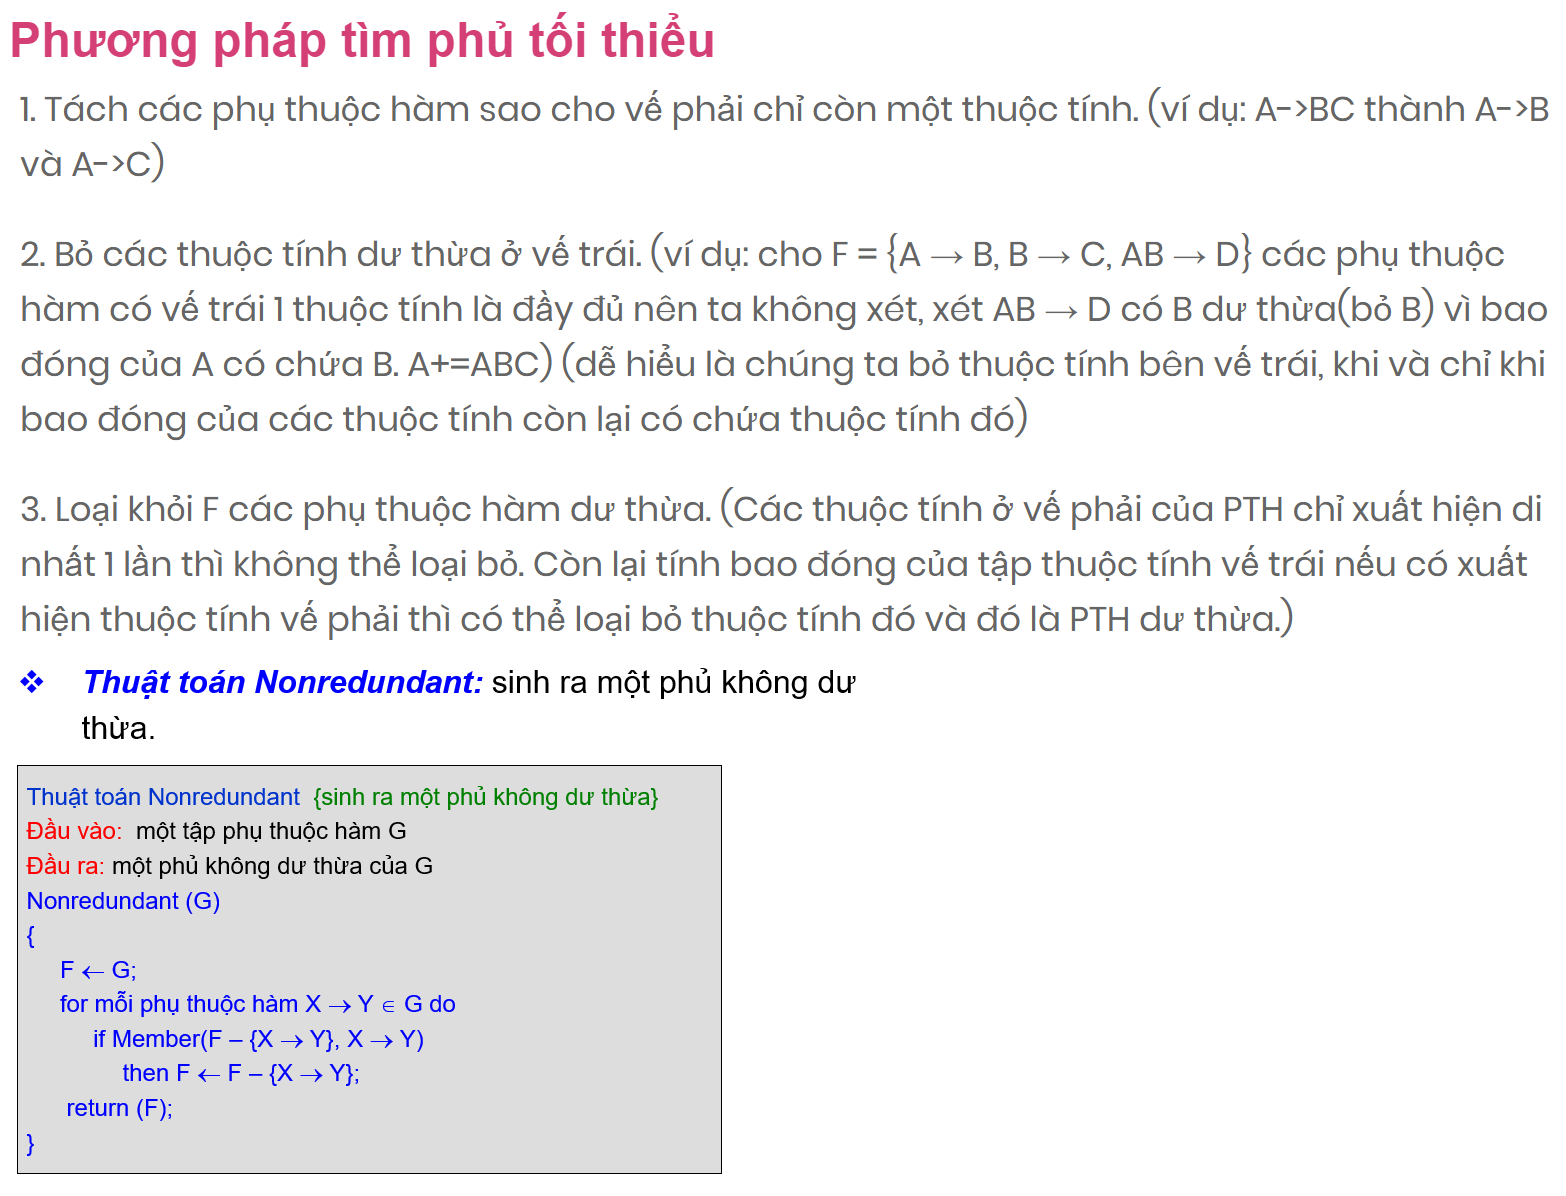 Phương pháp tìm phủ tối thiểu
1. Tách các phụ thuộc hàm sao cho vế phải chỉ còn một thuộc tính. (ví dụ: A->BC thành A->B
và A->C)
2. Bỏ các thuộc tính dư thừa ở vế trái. (ví dụ: cho F = {A → B, B → C, AB → D} các phụ thuộc
hàm có vế trái 1 thuộc tính là đầy đủ nên ta không xét, xét AB → D có B dư thừa(bỏ B) vì bao
đóng của A có chứa B. A+=ABC) (dễ hiểu là chúng ta bỏ thuộc tính bên vế trái, khi và chỉ khi
bao đóng của các thuộc tính còn lại có chứa thuộc tính đó)
3. Loại khỏi F các phụ thuộc hàm dư thừa. (Các thuộc tính ở vế phải của PTH chỉ xuất hiện di
nhất 1 lần thì không thể loại bỏ. Còn lại tính bao đóng của tập thuộc tính vế trái nếu có xuất
hiện thuộc tính vế phải thì có thể loại bỏ thuộc tính đó và đó là PTH dư thừa.)
❖ Thuật toán Nonredundant: sinh ra một phủ không dư
thừa.
Thuật toán Nonredundant {sinh ra một phủ không dư thừa}
Đầu vào: một tập phụ thuộc hàm G
Đầu ra: một phủ không dư thừa của G
Nonredundant (G)
{
F ← G;
for mỗi phụ thuộc hàm X → Y ∈ G do
if Member(F – {X → Y}, X → Y)
then F ← F – {X → Y};
return (F);
}